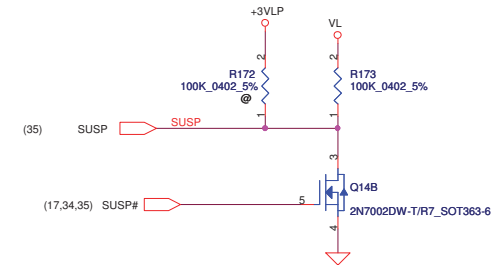 +3VLP
VL
2
2
R172
100K_0402_5%
@
R173
100K_0402_5%
1
1
(35) SUSP
SUSP
3
Q14B
(17,34,35) SUSP#
5
2N7002DW-T/R7_SOT363-6
4